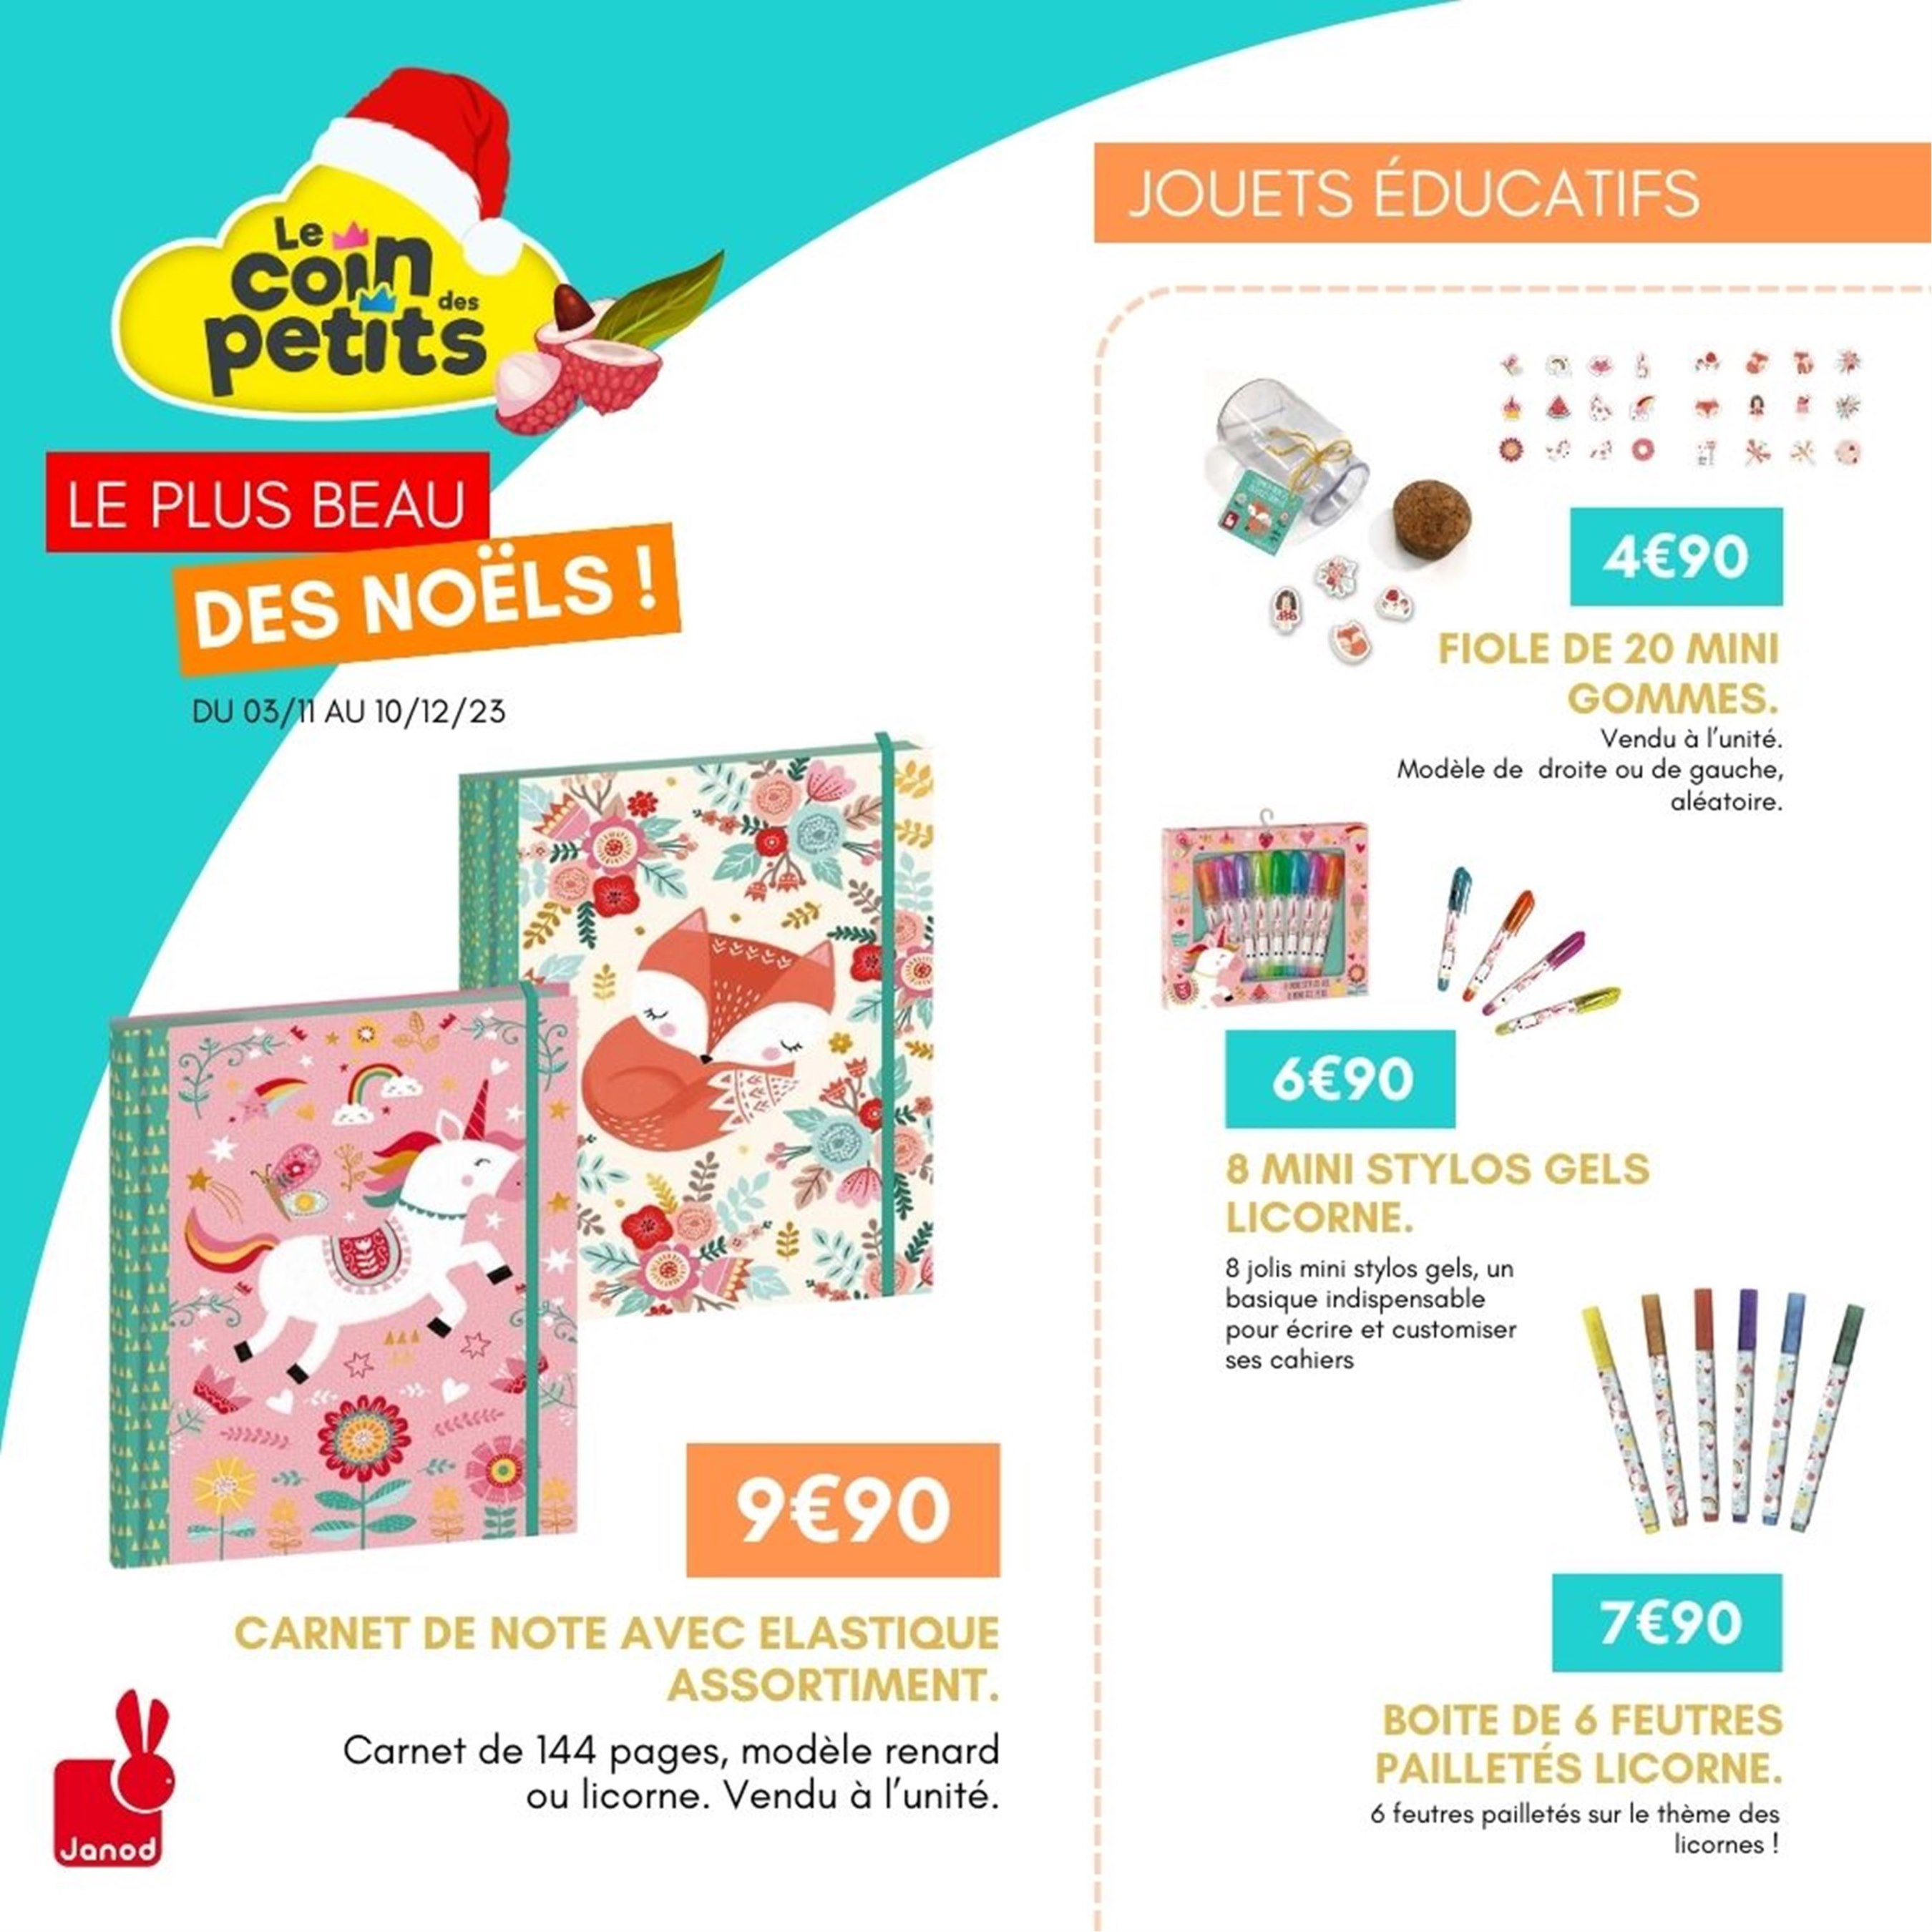 Le
coin
des
petits
LE PLUS BEAU
DES NOËLS !
DU 03/11 AU 10/12/23
9€90
CARNET DE NOTE AVEC ELASTIQUE
ASSORTIMENT.
Carnet de 144 pages, modèle renard
ou licorne. Vendu à l'unité.
Janod
JOUETS ÉDUCATIFS
4€90
FIOLE DE 20 MINI
GOMMES.
Vendu à l'unité.
Modèle de droite ou de gauche,
aléatoire.
6€90
8 MINI STYLOS GELS
LICORNE.
8 jolis mini stylos gels, un
basique indispensable
pour écrire et customiser
ses cahiers
7€90
BOITE DE 6 FEUTRES
PAILLETÉS LICORNE.
6 feutres pailletés sur le thème des
licornes !